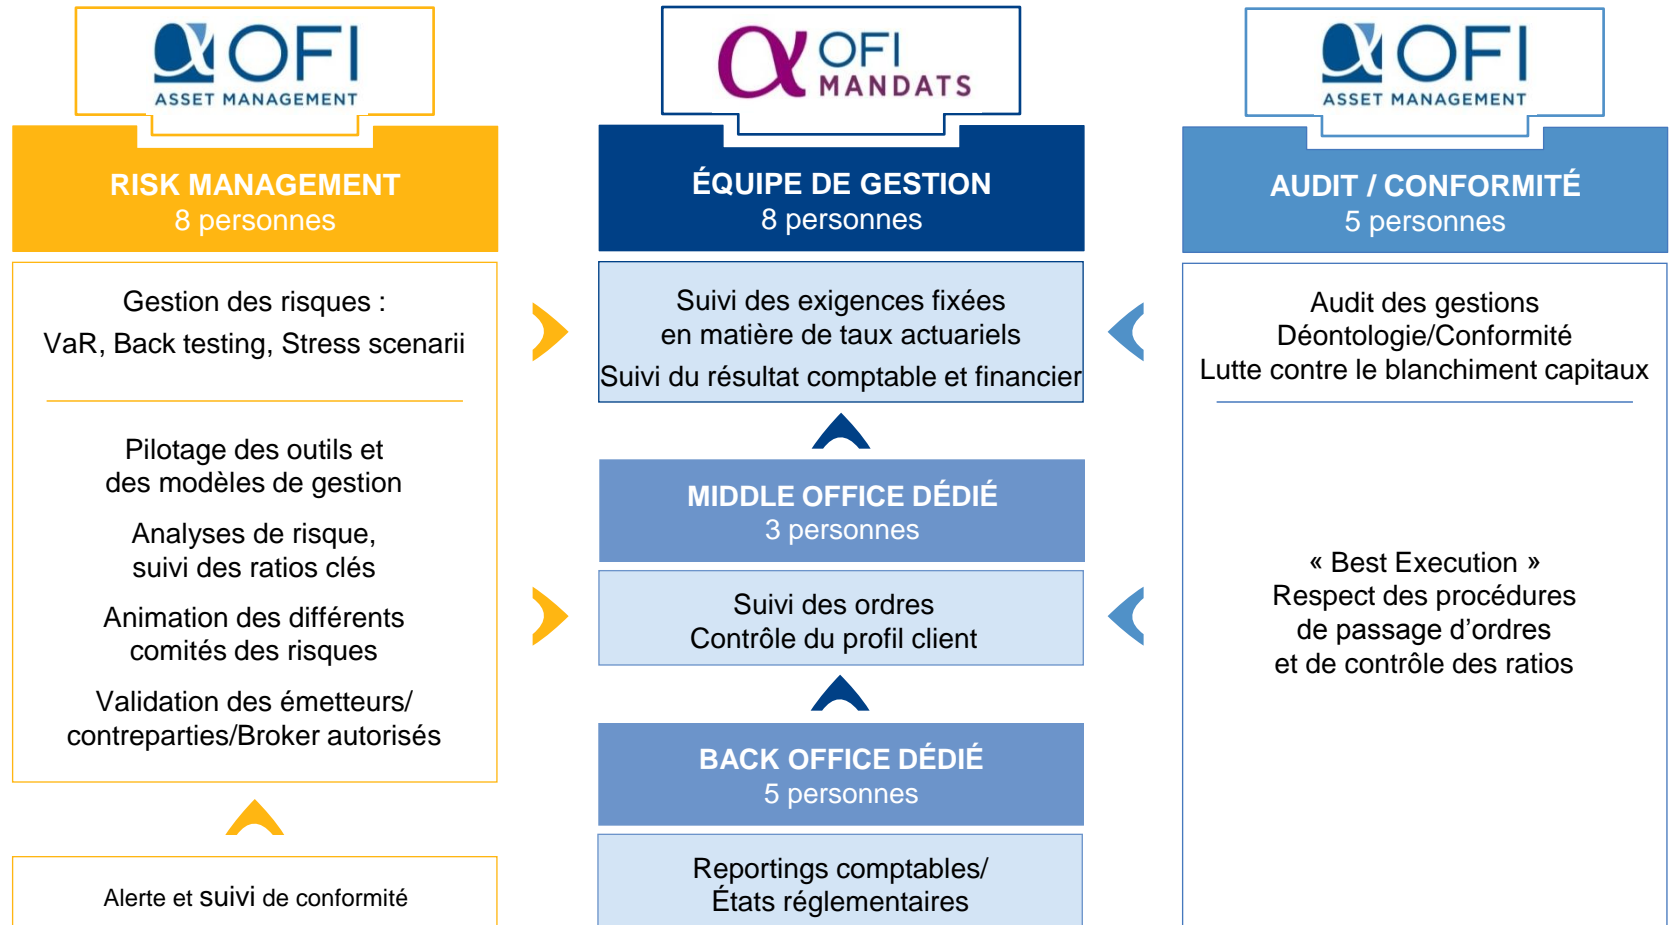 OFI
ASSET MANAGEMENT
RISK MANAGEMENT
8 personnes
Gestion des risques :
VaR, Back testing, Stress scenarii
Pilotage des outils et
des modèles de gestion
Analyses de risque,
suivi des ratios clés
Animation des différents
comités des risques
Validation des émetteurs/
contreparties/Broker autorisés
Alerte et suivi de conformité
OFI
MANDATS
ÉQUIPE DE GESTION
8 personnes
Suivi des exigences fixées
en matière de taux actuariels
Suivi du résultat comptable et financier
MIDDLE OFFICE DÉDIÉ
3 personnes
Suivi des ordres
Contrôle du profil client
BACK OFFICE DÉDIÉ
5 personnes
Reportings comptables/
États réglementaires
OFI
ASSET MANAGEMENT
AUDIT / CONFORMITÉ
5 personnes
Audit des gestions
Déontologie/Conformité
Lutte contre le blanchiment capitaux
« Best Execution »
Respect des procédures
de passage d’ordres
et de contrôle des ratios